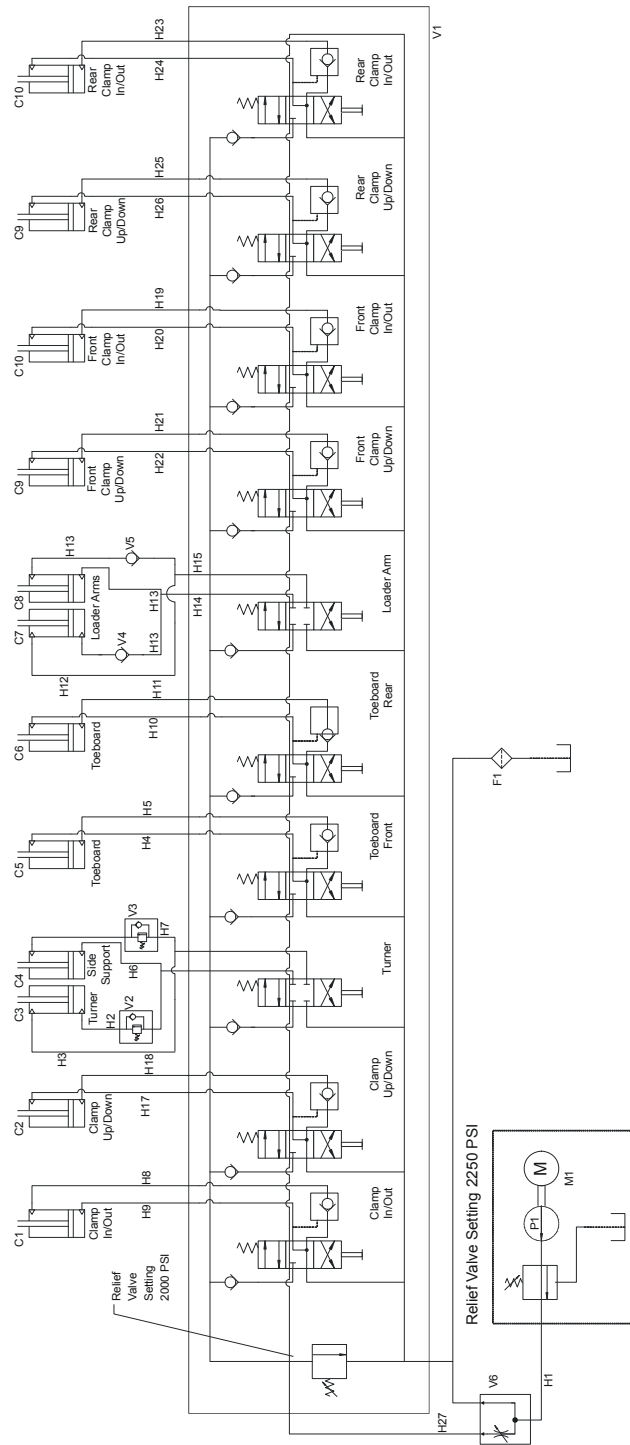 C10
Rear
Clamp
In/Out
H23
H24
Rear
Clamp
In/Out
V1
C9
Rear
Clamp
Up/Down
H25
H26
Rear
Clamp
Up/Down
C10
Front
Clamp
In/Out
H19
H20
Front
Clamp
In/Out
C9
Front
Clamp
Up/Down
H21
H22
Front
Clamp
Up/Down
C8
C7
Loader Arms
H13
V5
H13
V4
H13
H12
H15
H14
Loader Arm
C6
Toeboard
H11
H10
Toeboard
Rear
C5
Toeboard
H5
H4
Toeboard
Front
C4
C3
Side
Support
Turner
V3
H7
H6
V2
H2
H3
H18
Turner
C2
Clamp
Up/Down
H17
Clamp
Up/Down
C1
Clamp
In/Out
H8
H9
Clamp
In/Out
Relief
Valve
Setting
2000 PSI
F1
Relief Valve Setting 2250 PSI
M
M1
P1
V6
H1
H27